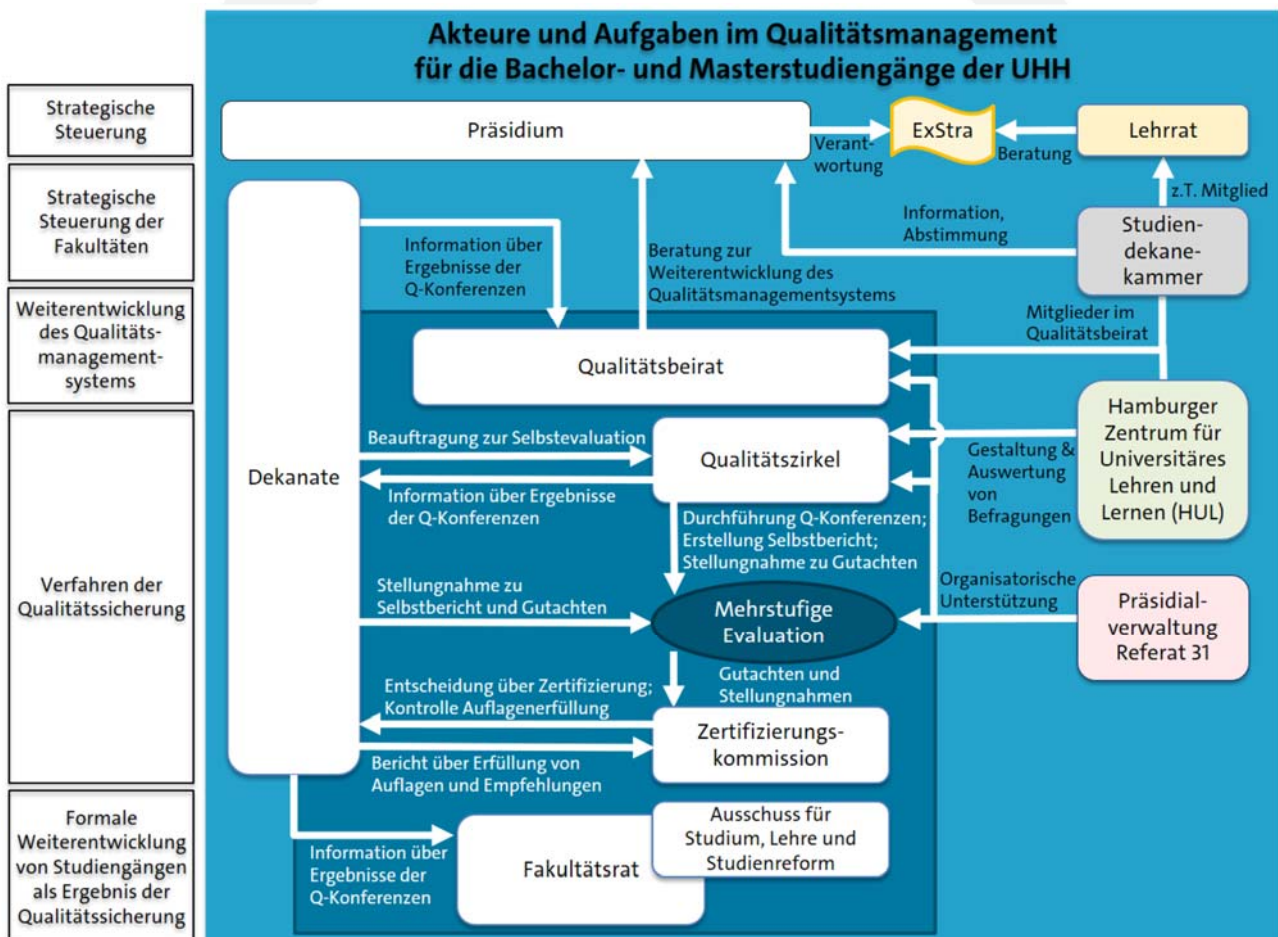 Akteure und Aufgaben im Qualitätsmanagement
für die Bachelor- und Masterstudiengänge der UHH
Strategische
Steuerung
Präsidium
Verant-
wortung
ExStra
Beratung
Lehrrat
z.T. Mitglied
Strategische
Steuerung der
Fakultäten
Information über
Ergebnisse der
Q-Konferenzen
Beratung zur
Weiterentwicklung des
Qualitätsmanagementsystems
Information,
Abstimmung
Studien-
dekane-
kammer
Weiterentwicklung
des Qualitäts-
management-
systems
Qualitätsbeirat
Mitglieder im
Qualitätsbeirat
Verfahren der
Qualitätssicherung
Dekanate
Beauftragung zur Selbstevaluation
Information über Ergebnisse
der Q-Konferenzen
Qualitätszirkel
Gestaltung &
Auswertung
von
Befragungen
Hamburger
Zentrum für
Universitäres
Lehren und
Lernen (HUL)
Durchführung Q-Konferenzen;
Erstellung Selbstbericht;
Stellungnahme zu Gutachten
Stellungnahme zu
Selbstbericht und Gutachten
Mehrstufige
Evaluation
Organisatorische
Unterstützung
Präsidial-
verwaltung
Referat 31
Gutachten und
Stellungnahmen
Entscheidung über Zertifizierung;
Kontrolle Auflagenerfüllung
Zertifizierungs-
kommission
Bericht über Erfüllung von
Auflagen und Empfehlungen
Formale
Weiterentwicklung
von Studiengängen
als Ergebnis der
Qualitätssicherung
Information über
Ergebnisse der
Q-Konferenzen
Fakultätsrat
Ausschuss für
Studium, Lehre und
Studienreform